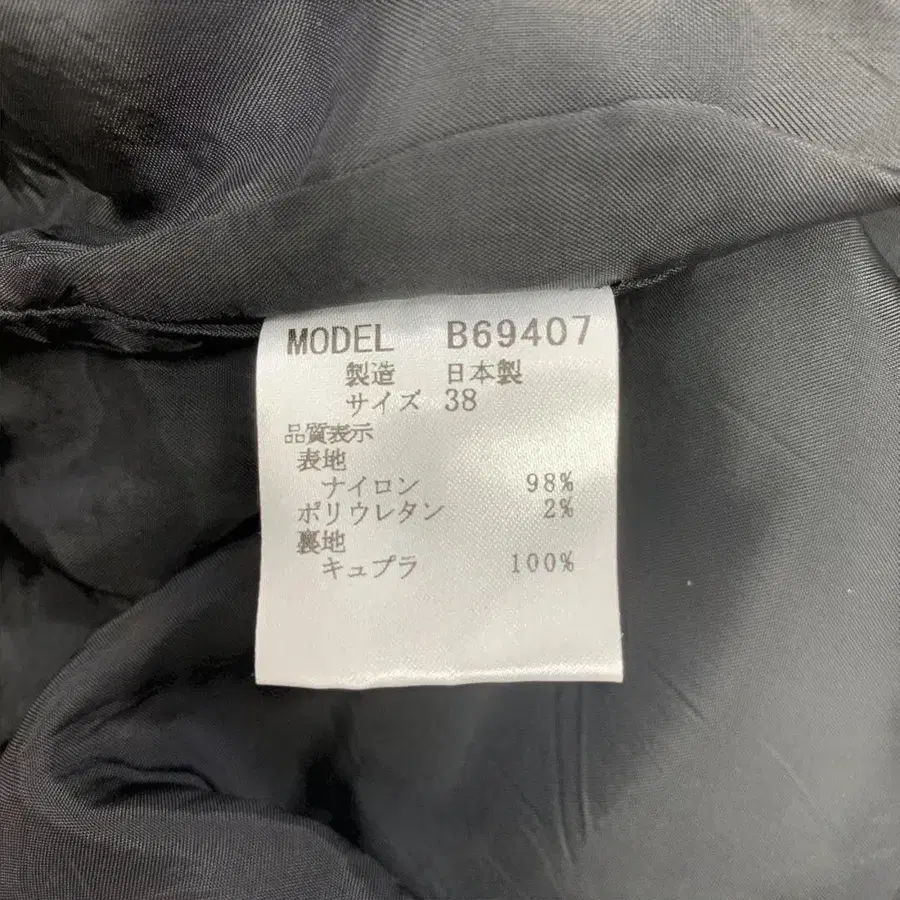 MODEL B69407
製造 日本製
サイズ 38
品質表示
表地
ナイロン 98%
ポリウレタン 2%
裏地
キュプラ 100%